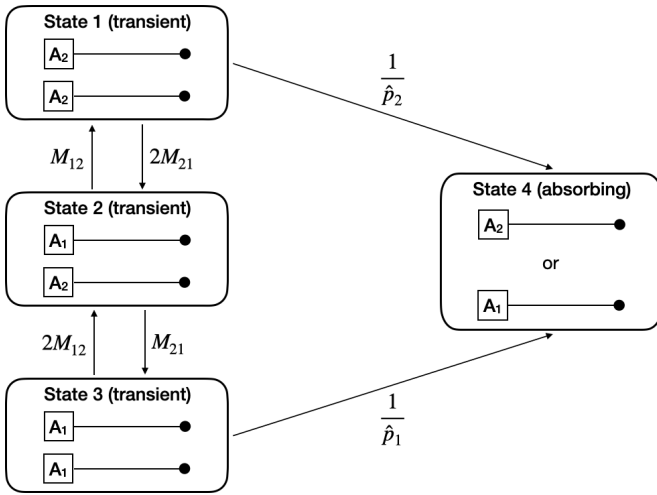 State 1 (transient)
A₂
A₂
1
p̂₂
M₁₂
2M₂₁
State 2 (transient)
A₁
A₂
State 4 (absorbing)
A₂
or
A₁
2M₁₂
M₂₁
State 3 (transient)
A₁
A₁
1
p̂₁